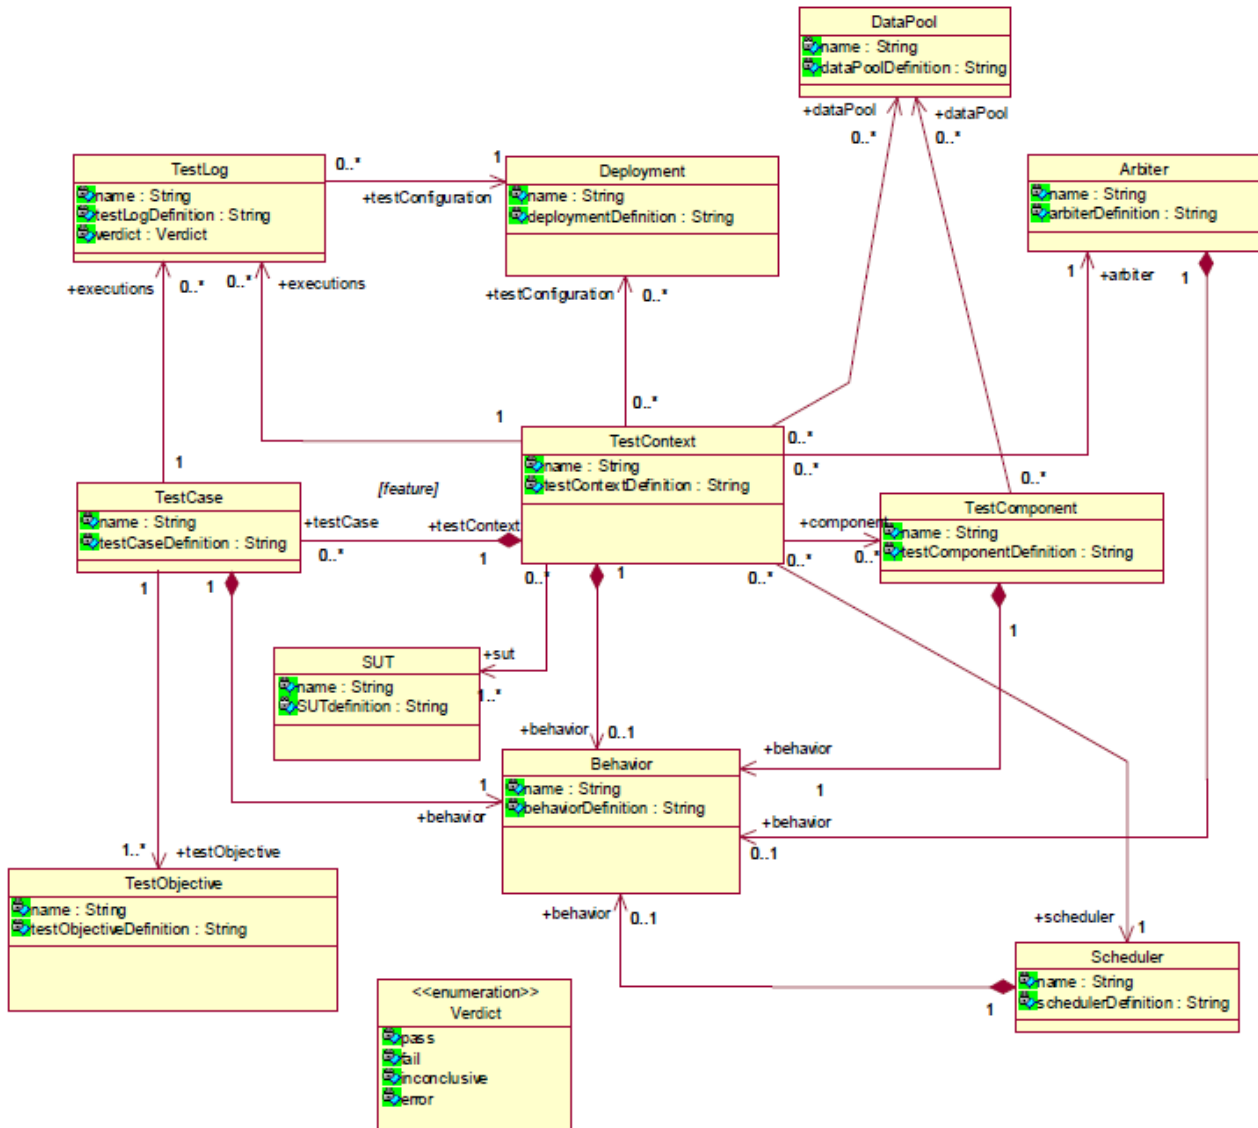 DataPool
name : String
dataPoolDefinition : String
+dataPool
0..*
+dataPool
0..*
TestLog
name : String
testLogDefinition : String
verdict : Verdict
0..*
+testConfiguration
1
Deployment
name : String
deploymentDefinition : String
Arbiter
name : String
arbiterDefinition : String
+executions
0..*
0..*
+executions
+testConfiguration
0..*
1
+arbiter
1
1
0..*
TestContext
name : String
testContextDefinition : String
0..*
0..*
0..*
1
TestCase
name : String
testCaseDefinition : String
[feature]
+testCase
0..*
+testContext
1
+component
0..*
0..*
TestComponent
name : String
testComponentDefinition : String
1
1
0..*
1
0..*
1
SUT
name : String
SUTdefinition : String
+sut
1..*
+behavior
0..1
Behavior
name : String
behaviorDefinition : String
+behavior
1
1
+behavior
+behavior
0..1
1..*
+testObjective
TestObjective
name : String
testObjectiveDefinition : String
+behavior
0..1
+scheduler
1
Scheduler
name : String
schedulerDefinition : String
1
<<enumeration>>
Verdict
pass
fail
inconclusive
error